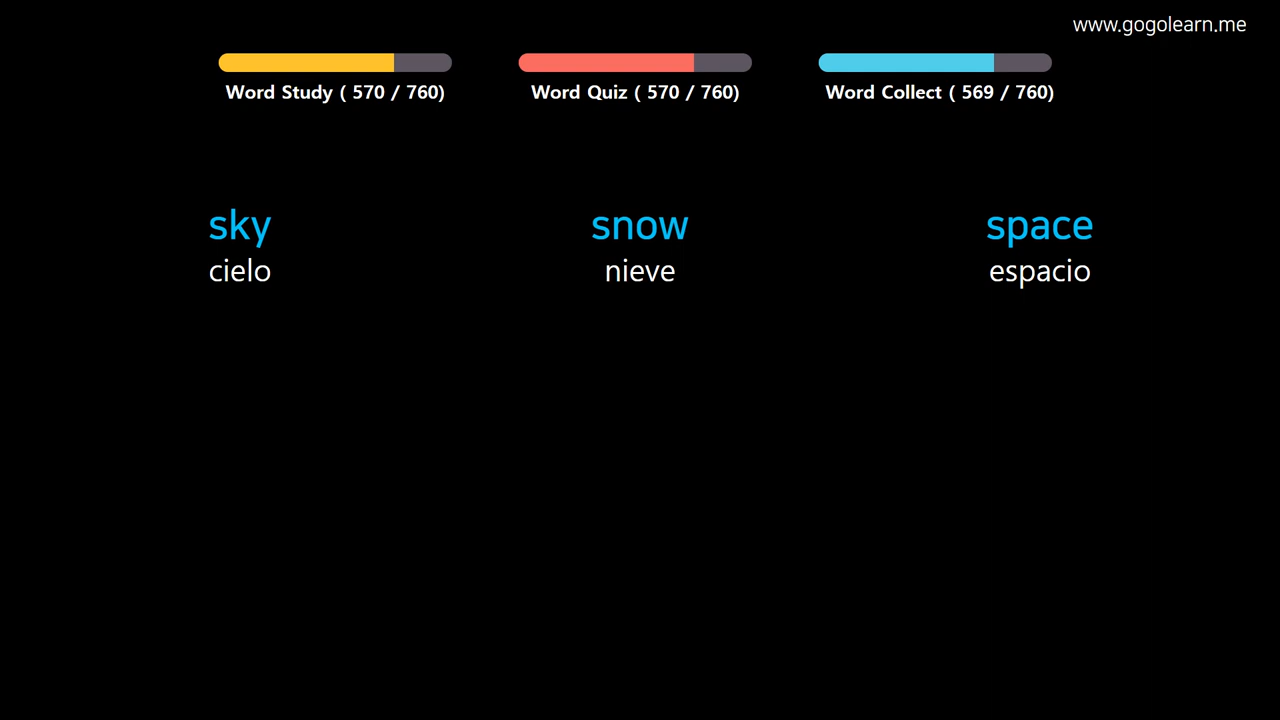 www.gogolearn.me
Word Study ( 570 / 760) Word Quiz ( 570 / 760) Word Collect ( 569 / 760)
sky snow space
cielo nieve espacio